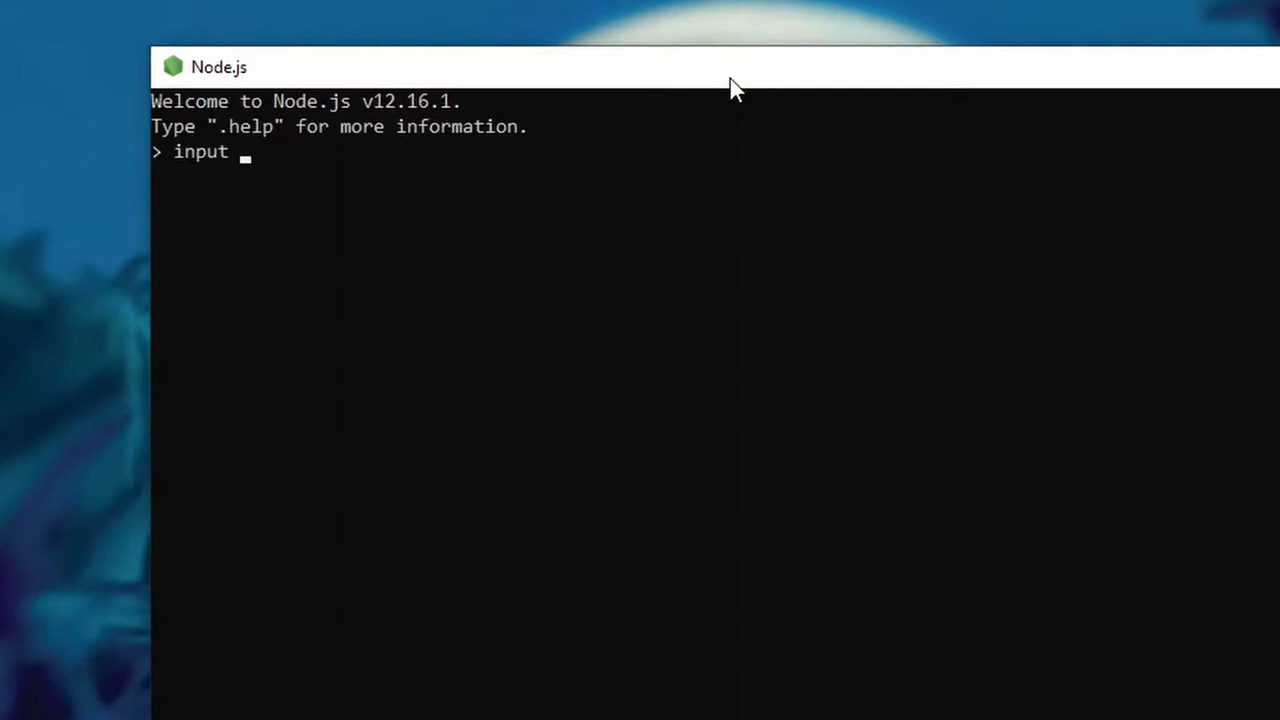 Node.js
Welcome to Node.js v12.16.1.
Type ".help" for more information.
> input